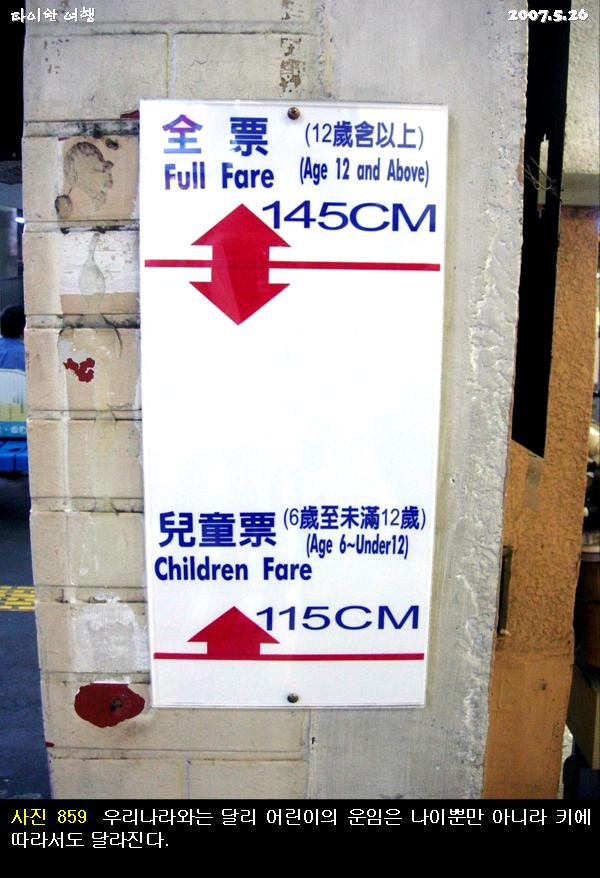 타이완 여행
2007.5.26
全 票 (12歲含以上)
Full Fare (Age 12 and Above)
145CM
兒童票 (6歲至未滿12歲)
(Age 6~Under12)
Children Fare
115CM
사진 859 우리나라와는 달리 어린이의 운임은 나이뿐만 아니라 키에
따라서도 달라진다.